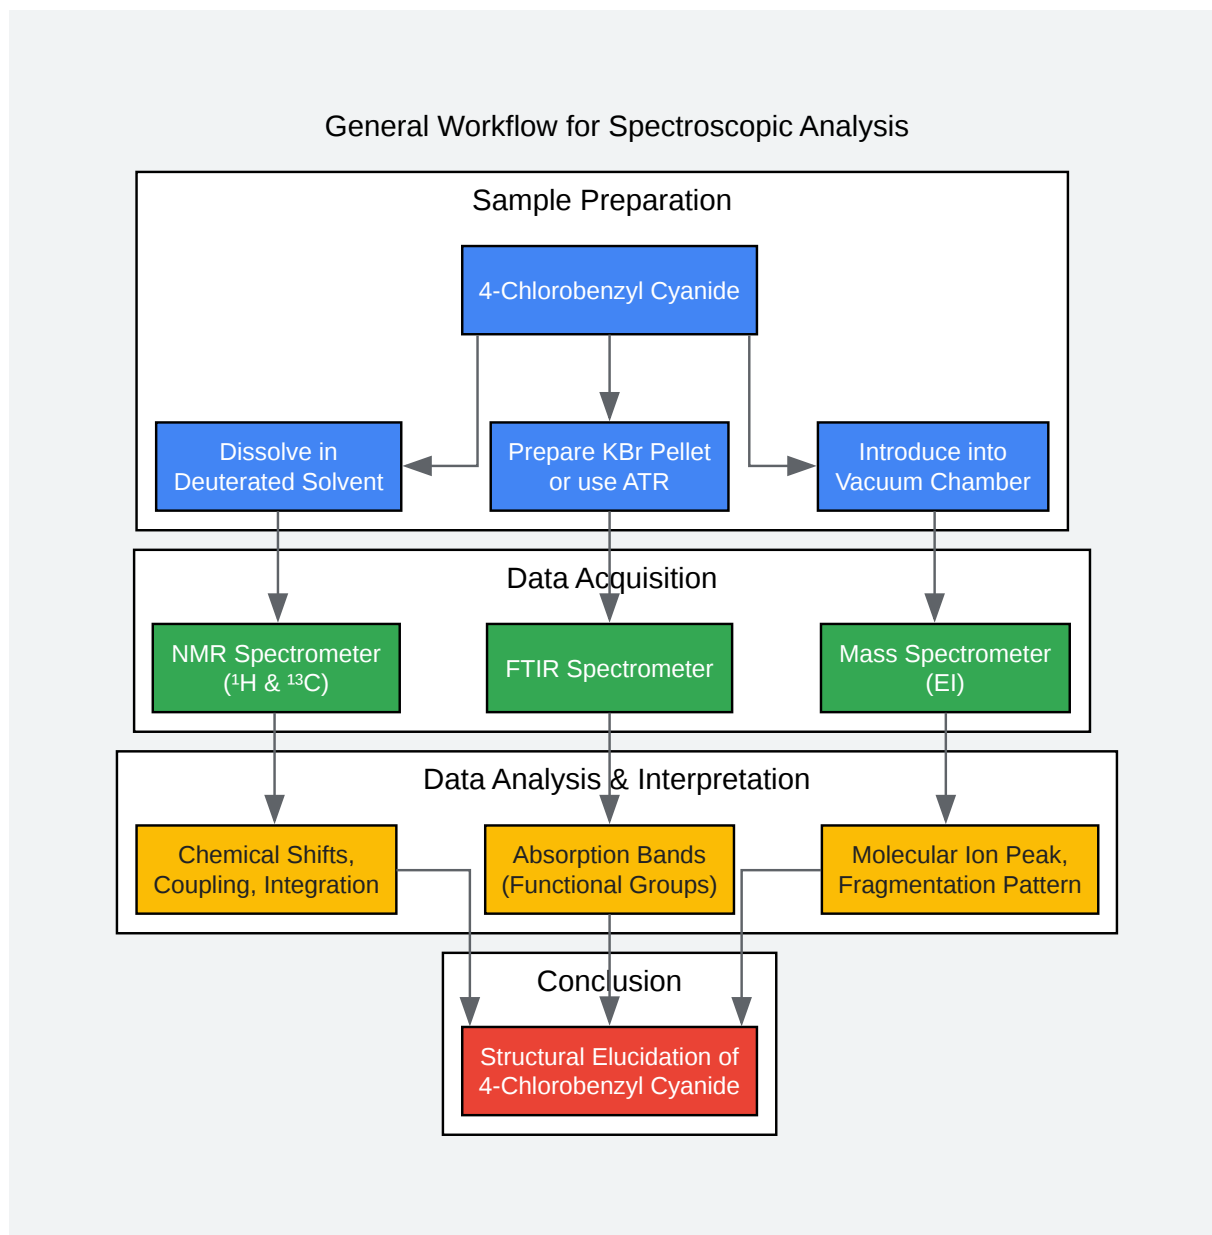 General Workflow for Spectroscopic Analysis
Sample Preparation
4-Chlorobenzyl Cyanide
Dissolve in
Deuterated Solvent
Prepare KBr Pellet
or use ATR
Introduce into
Vacuum Chamber
Data Acquisition
NMR Spectrometer
(¹H & ¹³C)
FTIR Spectrometer
Mass Spectrometer
(EI)
Data Analysis & Interpretation
Chemical Shifts,
Coupling, Integration
Absorption Bands
(Functional Groups)
Molecular Ion Peak,
Fragmentation Pattern
Conclusion
Structural Elucidation of
4-Chlorobenzyl Cyanide